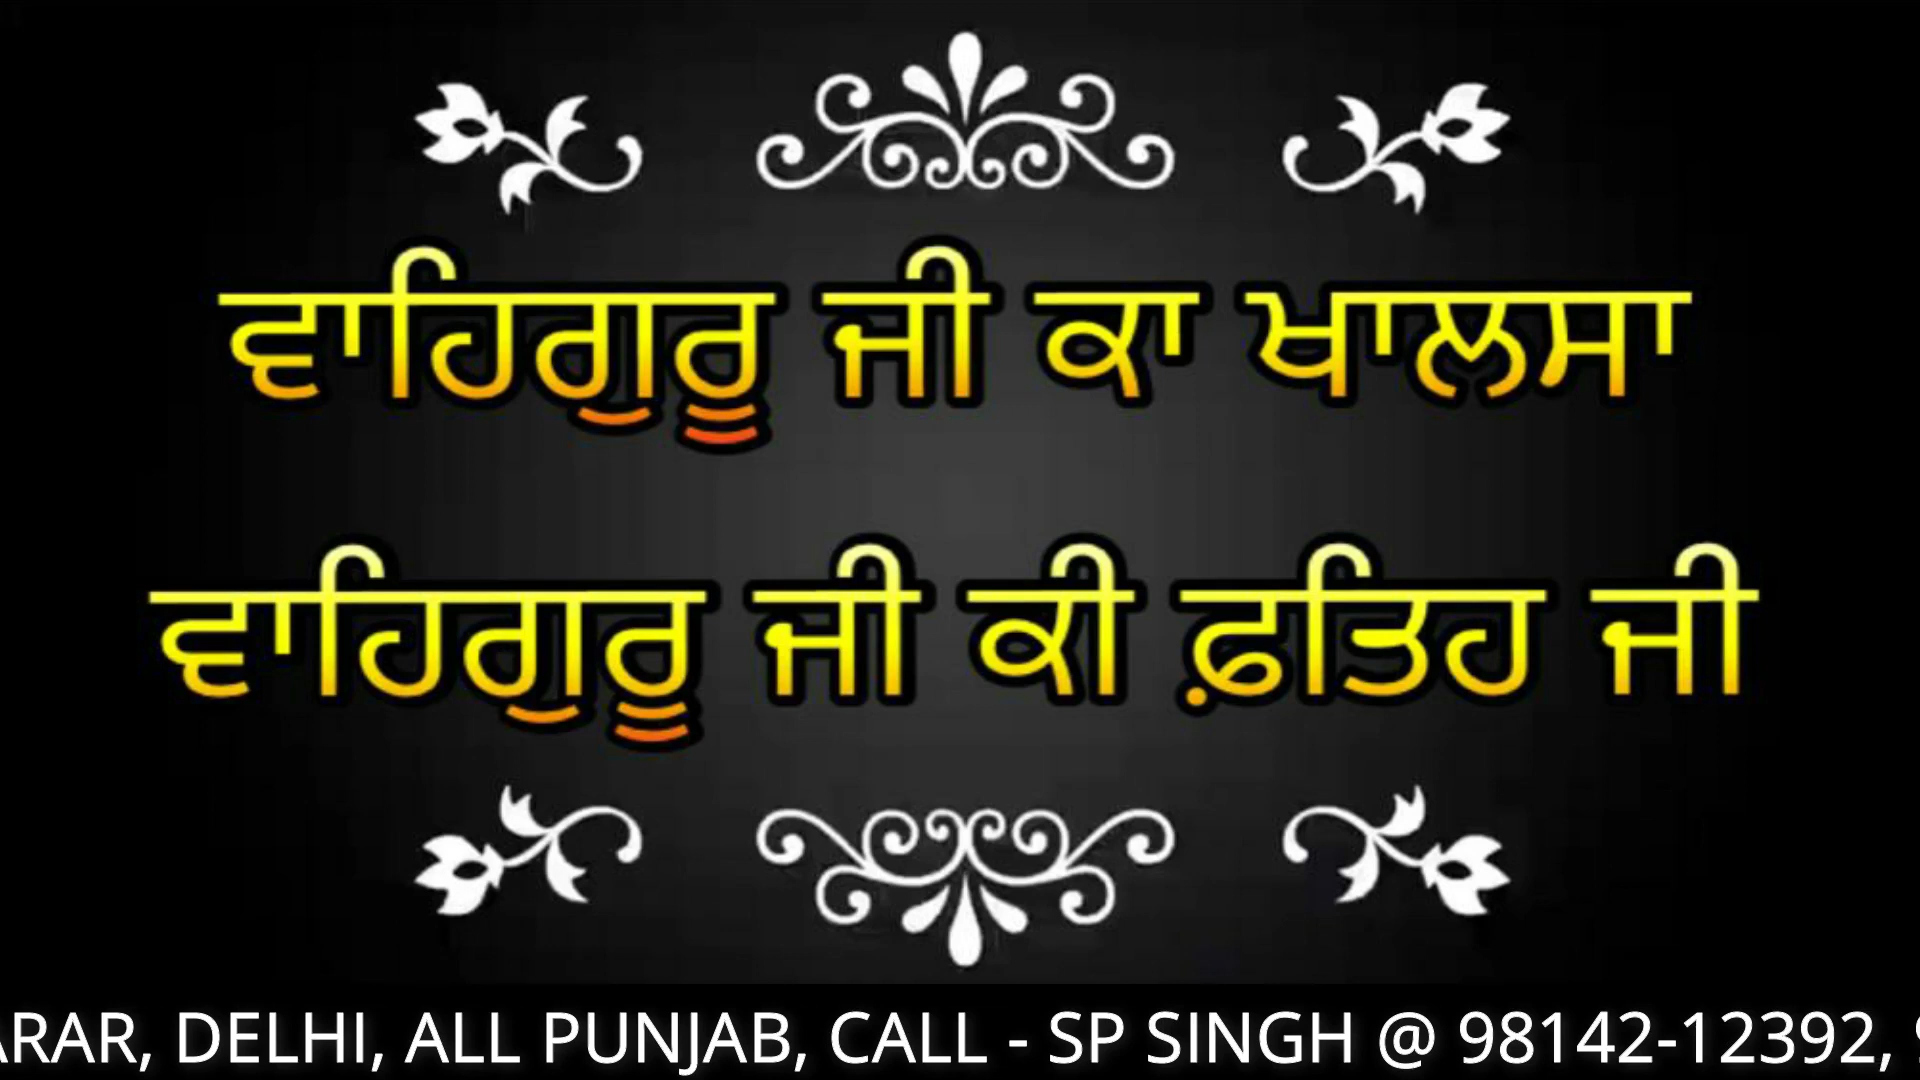 ਵਾਹਿਗੁਰੂ ਜੀ ਕਾ ਖਾਲਸਾ
ਵਾਹਿਗੁਰੂ ਜੀ ਕੀ ਫ਼ਤਿਹ ਜੀ
ARAR, DELHI, ALL PUNJAB, CALL - SP SINGH @ 98142-12392,